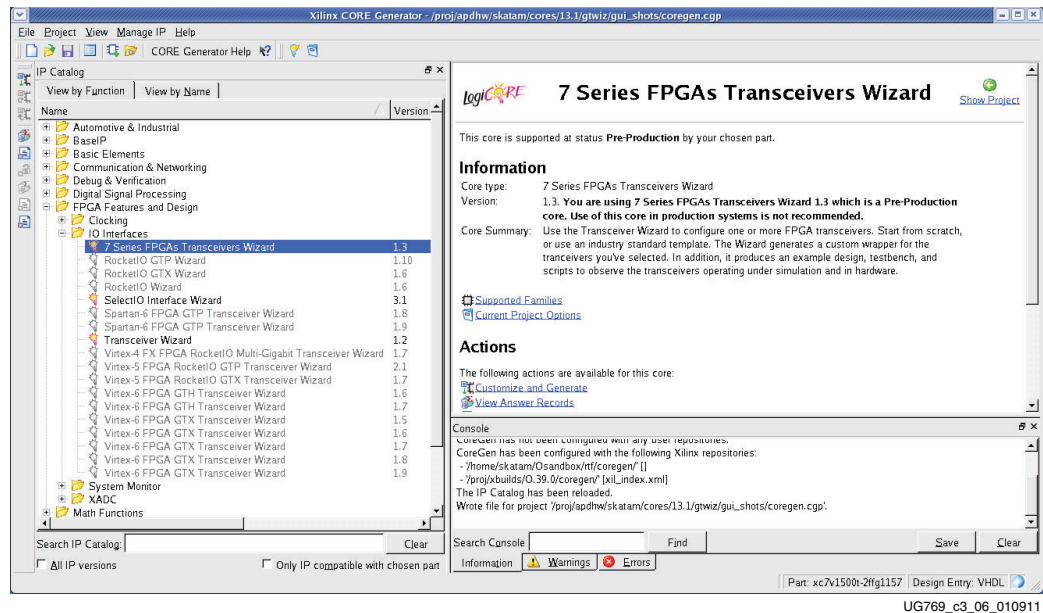 Xilinx CORE Generator - /proj/apdhw/skatam/cores/13.1/gtwiz/gui_shots/coregen.cgp
File Project View Manage IP Help
CORE Generator Help
IP Catalog
View by Function View by Name
Name Version
Automotive & Industrial
BaseIP
Basic Elements
Communication & Networking
Debug & Verification
Digital Signal Processing
FPGA Features and Design
Clocking
IO Interfaces
7 Series FPGAs Transceivers Wizard 1.3
RocketIO GTP Wizard 1.10
RocketIO GTX Wizard 1.6
RocketIO Wizard 1.6
SelectIO Interface Wizard 3.1
Spartan-6 FPGA GTP Transceiver Wizard 1.8
Spartan-6 FPGA GTP Transceiver Wizard 1.9
Transceiver Wizard 1.2
Virtex-4 FX FPGA RocketIO Multi-Gigabit Transceiver Wizard 1.7
Virtex-5 FPGA RocketIO GTP Transceiver Wizard 2.1
Virtex-5 FPGA RocketIO GTX Transceiver Wizard 1.7
Virtex-6 FPGA GTH Transceiver Wizard 1.6
Virtex-6 FPGA GTH Transceiver Wizard 1.7
Virtex-6 FPGA GTX Transceiver Wizard 1.5
Virtex-6 FPGA GTX Transceiver Wizard 1.6
Virtex-6 FPGA GTX Transceiver Wizard 1.7
Virtex-6 FPGA GTX Transceiver Wizard 1.8
Virtex-6 FPGA GTX Transceiver Wizard 1.9
System Monitor
XADC
Math Functions
Search IP Catalog: Clear
All IP versions Only IP compatible with chosen part
logiCORE 7 Series FPGAs Transceivers Wizard Show Project
This core is supported at status Pre-Production by your chosen part.
Information
Core type: 7 Series FPGAs Transceivers Wizard
Version: 1.3. You are using 7 Series FPGAs Transceivers Wizard 1.3 which is a Pre-Production
core. Use of this core in production systems is not recommended.
Core Summary: Use the Transceiver Wizard to configure one or more FPGA transceivers. Start from scratch,
or use an industry standard template. The Wizard generates a custom wrapper for the
tranceivers you've selected. In addition, it produces an example design, testbench, and
scripts to observe the transceivers operating under simulation and in hardware.
Supported Families
Current Project Options
Actions
The following actions are available for this core:
Customize and Generate
View Answer Records
Console
CoreGen has not been configured with any user repositories.
CoreGen has been configured with the following Xilinx repositories:
- '/home/skatam/Osandbox/rtf/coregen/' []
- '/proj/xbuilds/O.39.0/coregen/' [xil_index.xml]
The IP Catalog has been reloaded.
Wrote file for project '/proj/apdhw/skatam/cores/13.1/gtwiz/gui_shots/coregen.cgp'.
Search Console Find Save Clear
Information Warnings Errors
Part: xc7v1500t-2ffg1157 Design Entry: VHDL
UG769_c3_06_010911